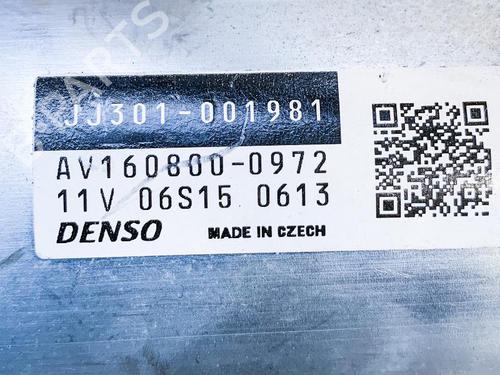 JJ301-001981
AV160800-0972
11V 06S15 0613
DENSO MADE IN CZECH